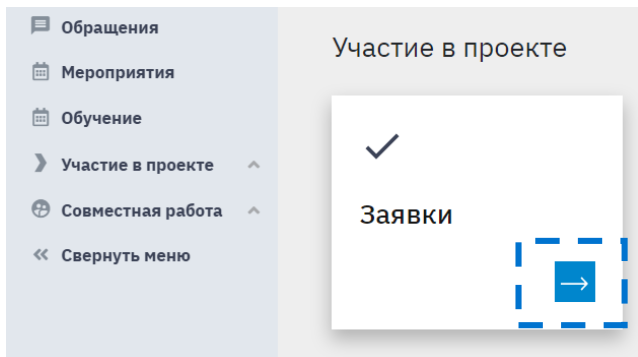 Обращения
Мероприятия
Обучение
Участие в проекте
Совместная работа
Свернуть меню
Участие в проекте
Заявки